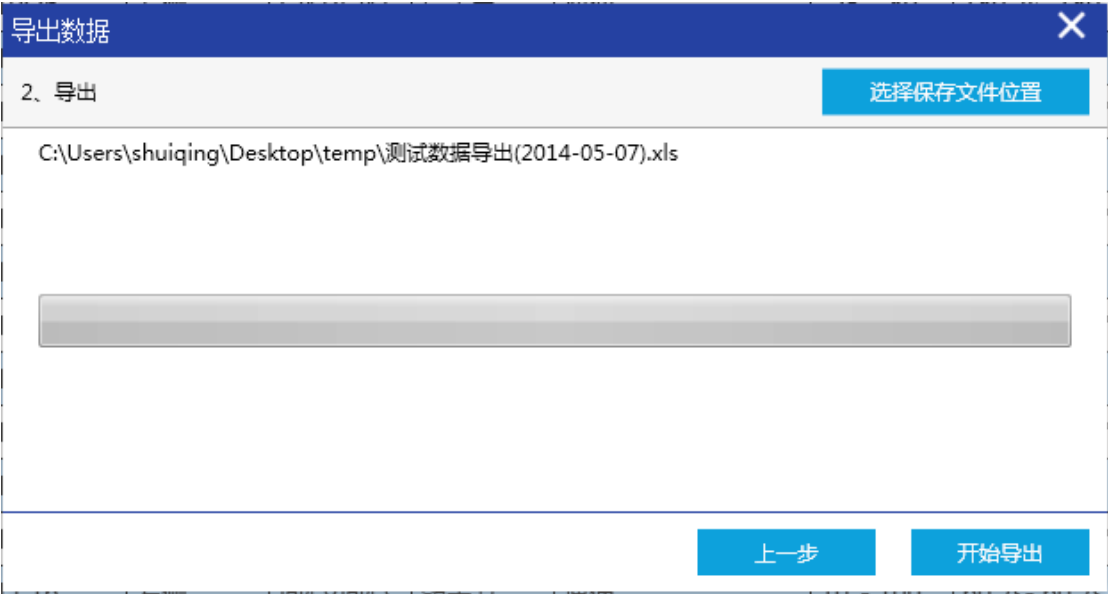 导出数据
2、导出
选择保存文件位置
C:\Users\shuiqing\Desktop\temp\测试数据导出(2014-05-07).xls
上一步
开始导出